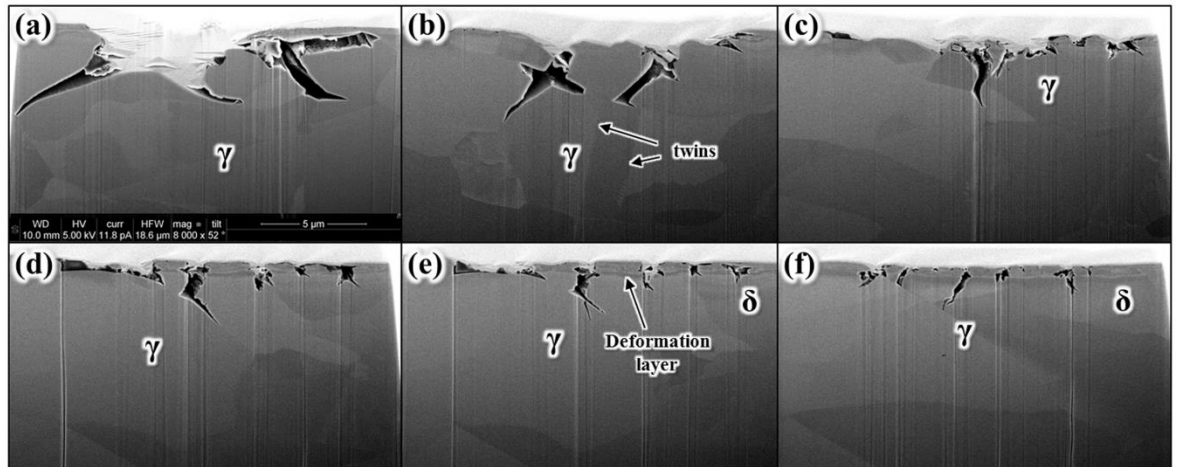 (a)
γ
WD HV curr HFW mag = tilt
10.0 mm 5.00 kV 11.8 pA 18.6 µm 8 000 x 52 °
5 µm
(b)
γ
twins
(c)
γ
(d)
γ
(e)
γ
δ
Deformation
layer
(f)
γ
δ